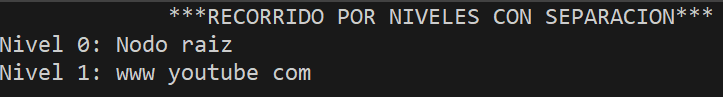 ***RECORRIDO POR NIVELES CON SEPARACION***
Nivel 0: Nodo raiz
Nivel 1: www youtube com